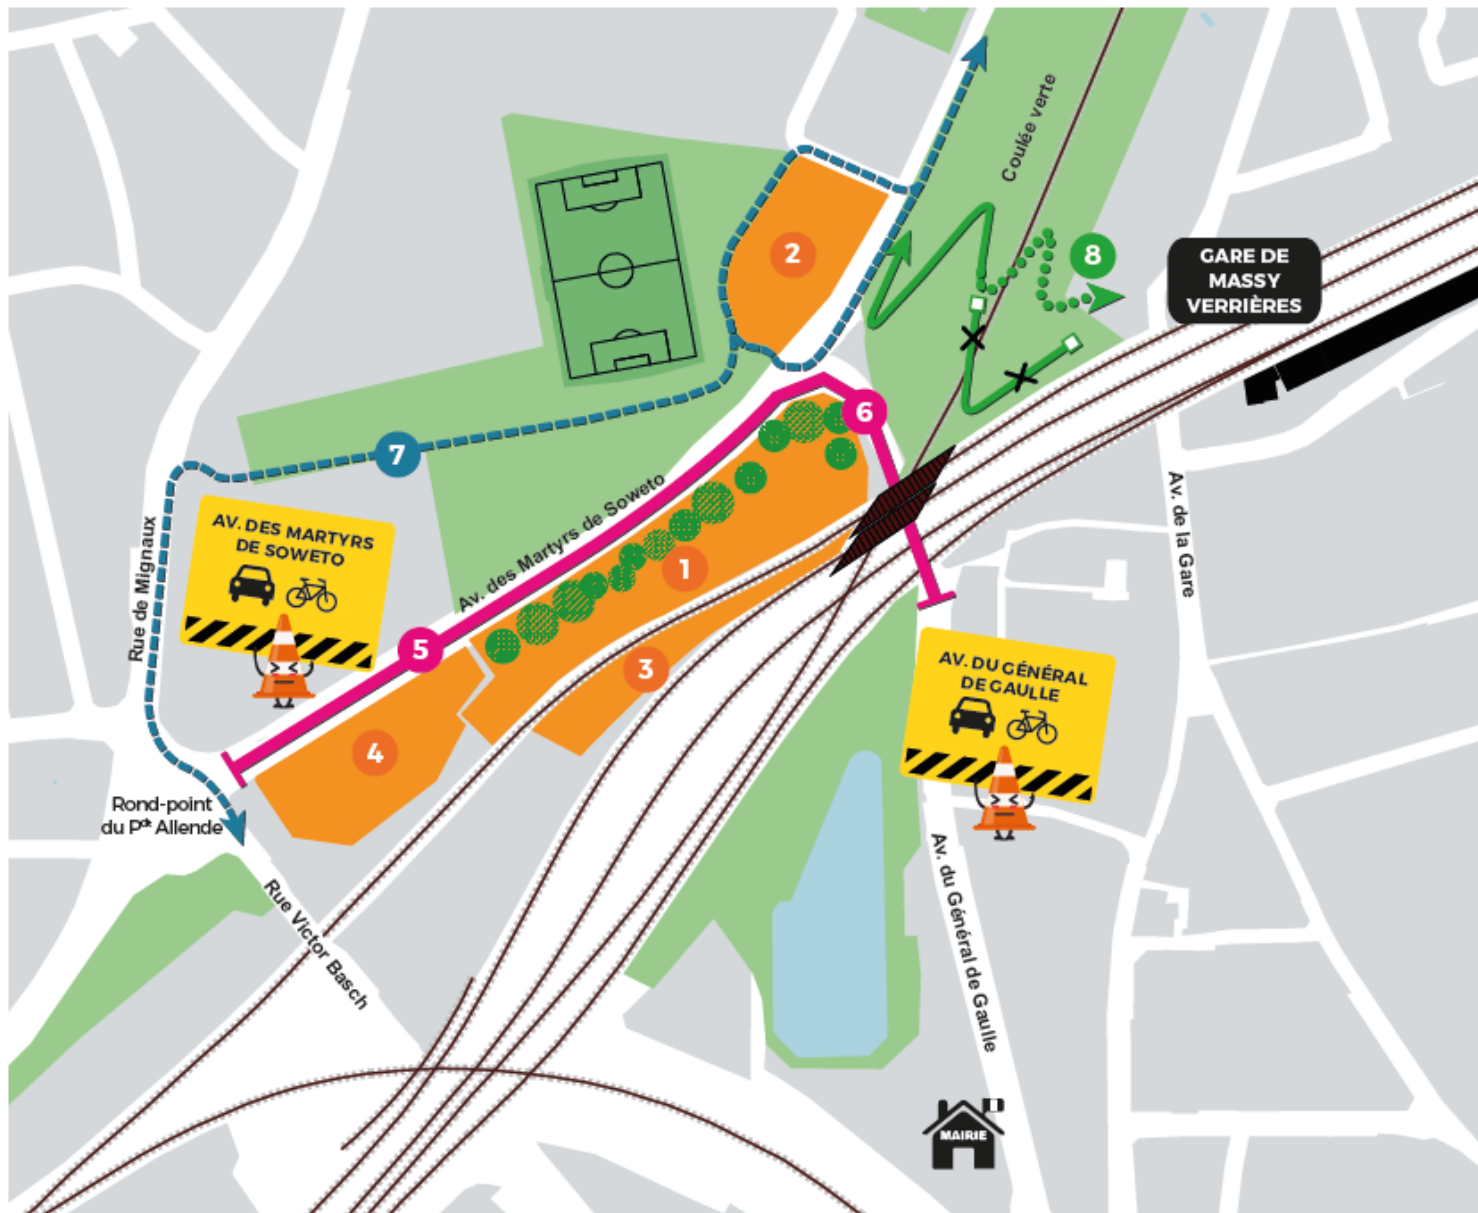 Coulée verte
2
8
GARE DE
MASSY
VERRIÈRES
6
7
Av. des Martyrs de Soweto
Av. de la Gare
AV. DES MARTYRS
DE SOWETO
Rue de Mignaux
1
5
3
AV. DU GÉNÉRAL
DE GAULLE
4
Rond-point
du Pdt Allende
Rue Victor Basch
Av. du Général de Gaulle
MAIRIE